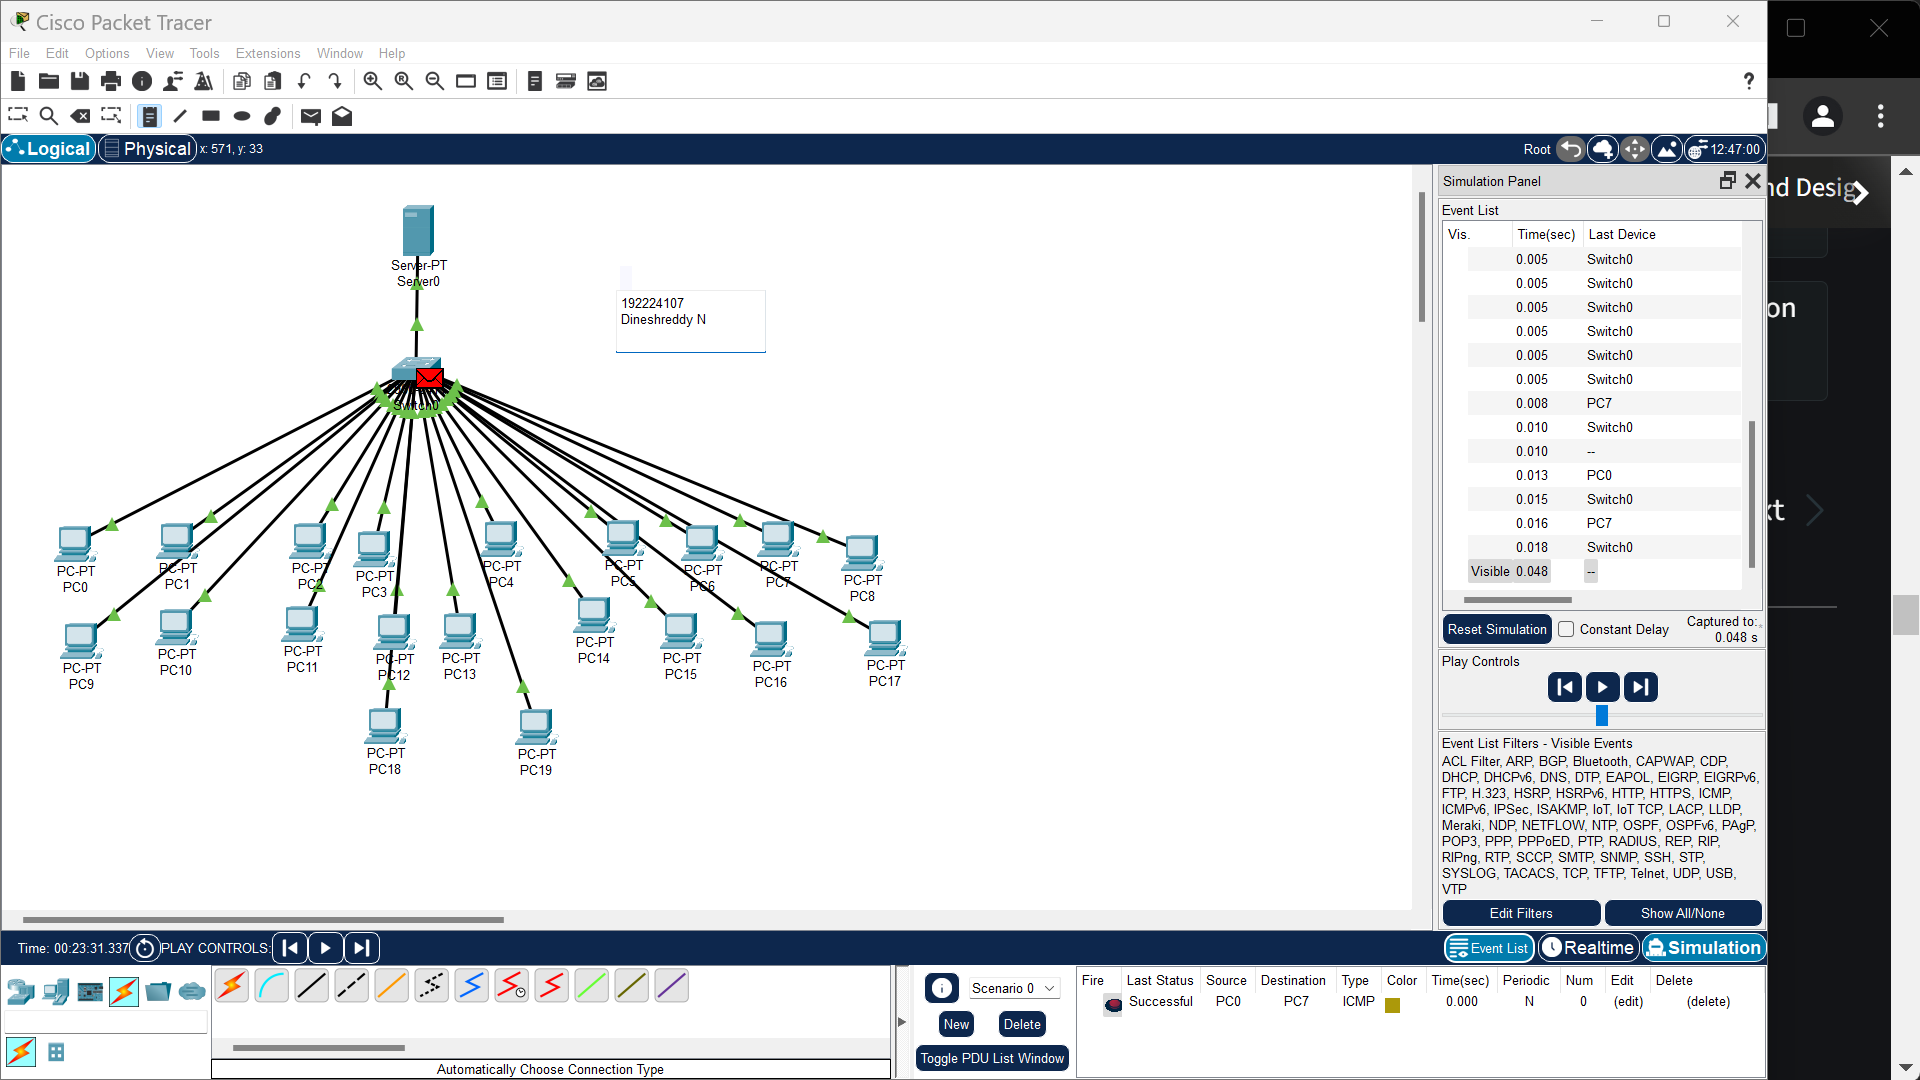 Cisco Packet Tracer
File Edit Options View Tools Extensions Window Help
Logical Physical x: 571, y: 33 Root 12:47:00
Server-PT
Server0
192224107
Dineshreddy N
Switch0
PC-PT
PC0
PC-PT
PC1
PC-PT
PC2
PC-PT
PC3
PC-PT
PC4
PC-PT
PC5
PC-PT
PC6
PC-PT
PC7
PC-PT
PC8
PC-PT
PC9
PC-PT
PC10
PC-PT
PC11
PC-PT
PC12
PC-PT
PC13
PC-PT
PC14
PC-PT
PC15
PC-PT
PC16
PC-PT
PC17
PC-PT
PC18
PC-PT
PC19
Simulation Panel
Event List
Vis. Time(sec) Last Device
0.005 Switch0
0.005 Switch0
0.005 Switch0
0.005 Switch0
0.005 Switch0
0.005 Switch0
0.008 PC7
0.010 Switch0
0.010 --
0.013 PC0
0.015 Switch0
0.016 PC7
0.018 Switch0
Visible 0.048 --
Reset Simulation Constant Delay Captured to:
0.048 s
Play Controls
Event List Filters - Visible Events
ACL Filter, ARP, BGP, Bluetooth, CAPWAP, CDP,
DHCP, DHCPv6, DNS, DTP, EAPOL, EIGRP, EIGRPv6,
FTP, H.323, HSRP, HSRPv6, HTTP, HTTPS, ICMP,
ICMPv6, IPSec, ISAKMP, IoT, IoT TCP, LACP, LLDP,
Meraki, NDP, NETFLOW, NTP, OSPF, OSPFv6, PAgP,
POP3, PPP, PPPoED, PTP, RADIUS, REP, RIP,
RIPng, RTP, SCCP, SMTP, SNMP, SSH, STP,
SYSLOG, TACACS, TCP, TFTP, Telnet, UDP, USB,
VTP
Edit Filters Show All/None
Time: 00:23:31.337 PLAY CONTROLS: Event List Realtime Simulation
Automatically Choose Connection Type
Scenario 0
New Delete
Toggle PDU List Window
Fire Last Status Source Destination Type Color Time(sec) Periodic Num Edit Delete
Successful PC0 PC7 ICMP 0.000 N 0 (edit) (delete)
nd Desig
on
xt